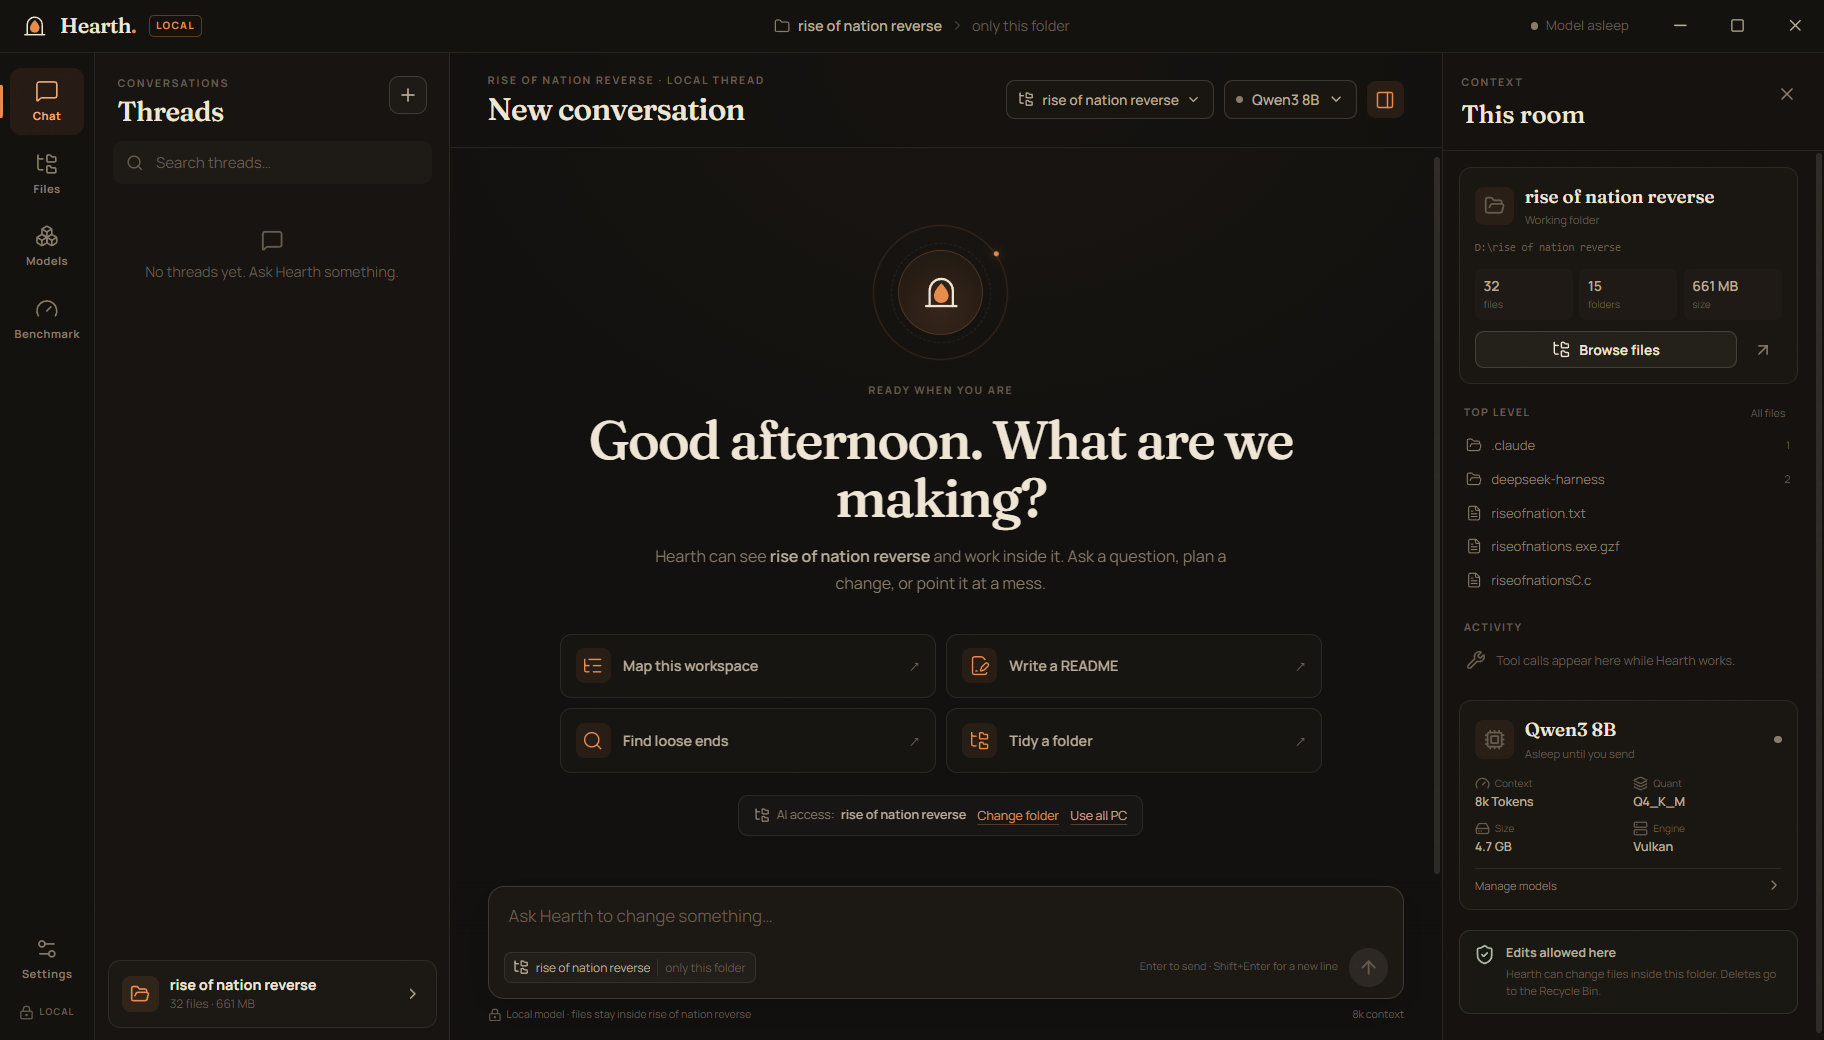 Hearth.
LOCAL
rise of nation reverse
only this folder
Model asleep
Chat
Files
Models
Benchmark
Settings
LOCAL
CONVERSATIONS
Threads
Search threads...
No threads yet. Ask Hearth something.
rise of nation reverse
32 files · 661 MB
RISE OF NATION REVERSE · LOCAL THREAD
New conversation
rise of nation reverse
Qwen3 8B
READY WHEN YOU ARE
Good afternoon. What are we
making?
Hearth can see rise of nation reverse and work inside it. Ask a question, plan a
change, or point it at a mess.
Map this workspace
Write a README
Find loose ends
Tidy a folder
AI access: rise of nation reverse Change folder Use all PC
Ask Hearth to change something...
rise of nation reverse only this folder
Enter to send · Shift+Enter for a new line
Local model · files stay inside rise of nation reverse
8k context
CONTEXT
This room
rise of nation reverse
Working folder
D:\rise of nation reverse
32
files
15
folders
661 MB
size
Browse files
TOP LEVEL
All files
.claude 1
deepseek-harness 2
riseofnation.txt
riseofnations.exe.gzf
riseofnationsC.c
ACTIVITY
Tool calls appear here while Hearth works.
Qwen3 8B
Asleep until you send
Context
8k Tokens
Quant
Q4_K_M
Size
4.7 GB
Engine
Vulkan
Manage models
Edits allowed here
Hearth can change files inside this folder. Deletes go
to the Recycle Bin.